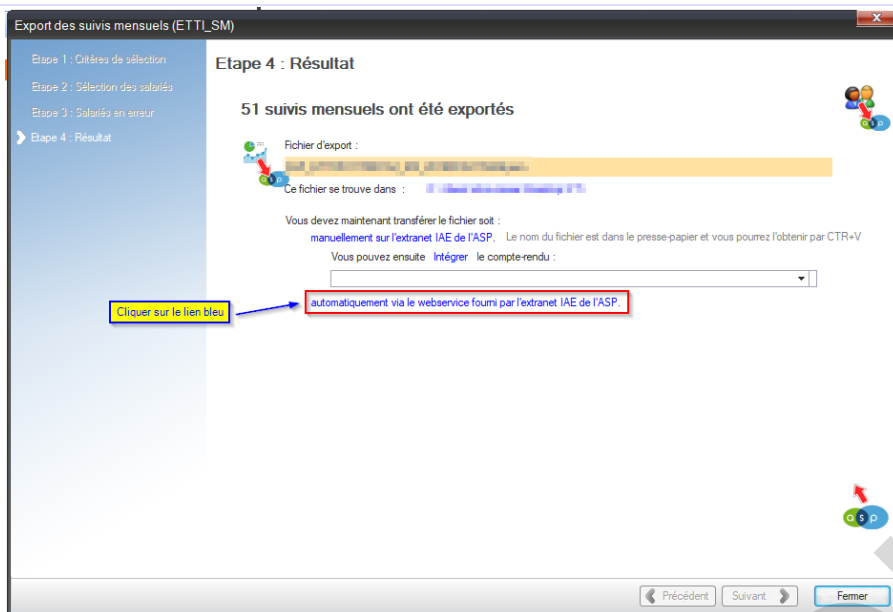 Export des suivis mensuels (ETTI_SM)
Etape 1 : Critères de sélection
Etape 2 : Sélection des salariés
Etape 3 : Salariés en erreur
Etape 4 : Résultat
Etape 4 : Résultat
51 suivis mensuels ont été exportés
asp
Fichier d'export :
asp
Ce fichier se trouve dans :
Vous devez maintenant transférer le fichier soit :
manuellement sur l'extranet IAE de l'ASP. Le nom du fichier est dans le presse-papier et vous pourrez l'obtenir par CTR+V
Vous pouvez ensuite Intégrer le compte-rendu :
automatiquement via le webservice fourni par l'extranet IAE de l'ASP.
Cliquer sur le lien bleu
asp
Précédent Suivant Fermer